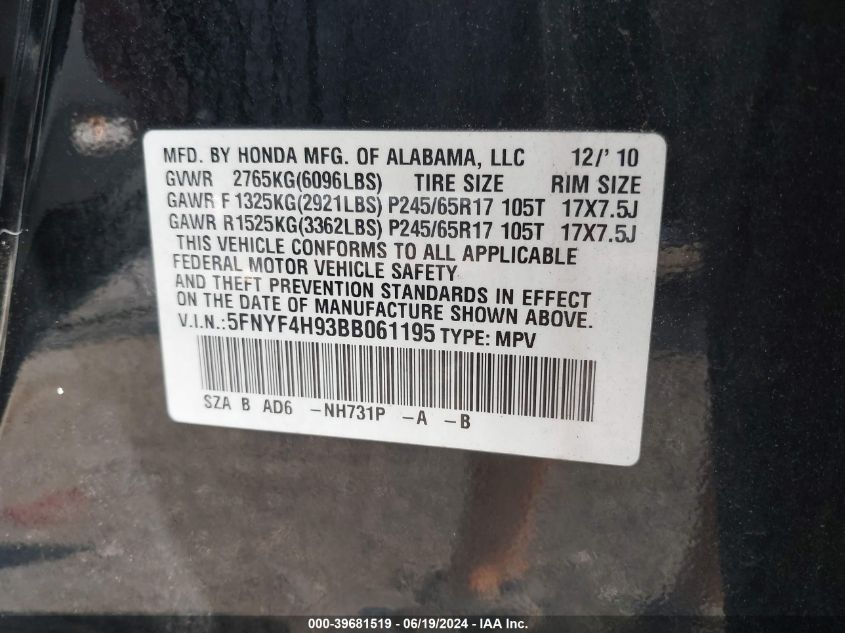 MFD. BY HONDA MFG. OF ALABAMA, LLC 12/' 10
GVWR 2765KG(6096LBS) TIRE SIZE RIM SIZE
GAWR F 1325KG(2921LBS) P245/65R17 105T 17X7.5J
GAWR R1525KG(3362LBS) P245/65R17 105T 17X7.5J
THIS VEHICLE CONFORMS TO ALL APPLICABLE
FEDERAL MOTOR VEHICLE SAFETY
AND THEFT PREVENTION STANDARDS IN EFFECT
ON THE DATE OF MANUFACTURE SHOWN ABOVE.
V.I.N.:5FNYF4H93BB061195 TYPE: MPV
SZA B AD6 -NH731P -A -B
000-39681519 - 06/19/2024 - IAA Inc.